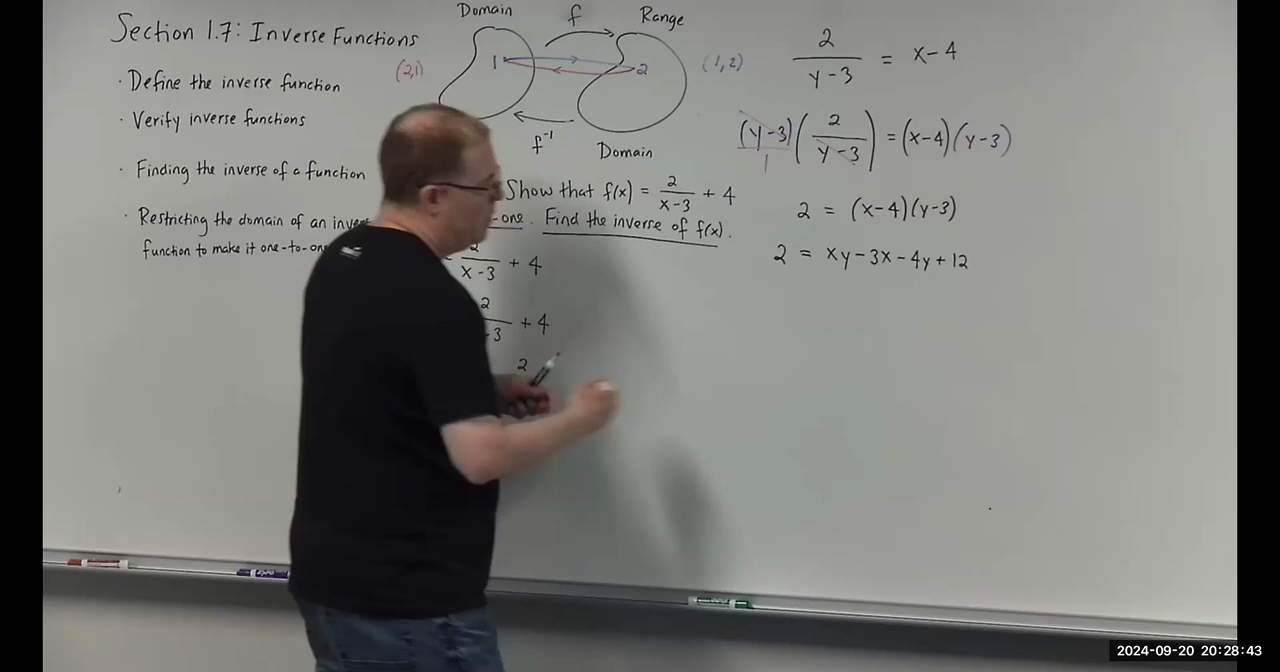 Section 1.7: Inverse Functions
· Define the inverse function
· Verify inverse functions
· Finding the inverse of a function
· Restricting the domain of an
function to make it one-to-on
Domain f Range
(2,1) 1 2 (1,2)
f⁻¹ Domain
Show that f(x) = 2/(x-3) + 4
-one. Find the inverse of f(x).
2/(x-3) + 4
2/-3 + 4
2
2/(y-3) = x-4
(y-3)/1 (2/(y-3)) = (x-4)(y-3)
2 = (x-4)(y-3)
2 = xy-3x-4y+12
2024-09-20 20:28:43